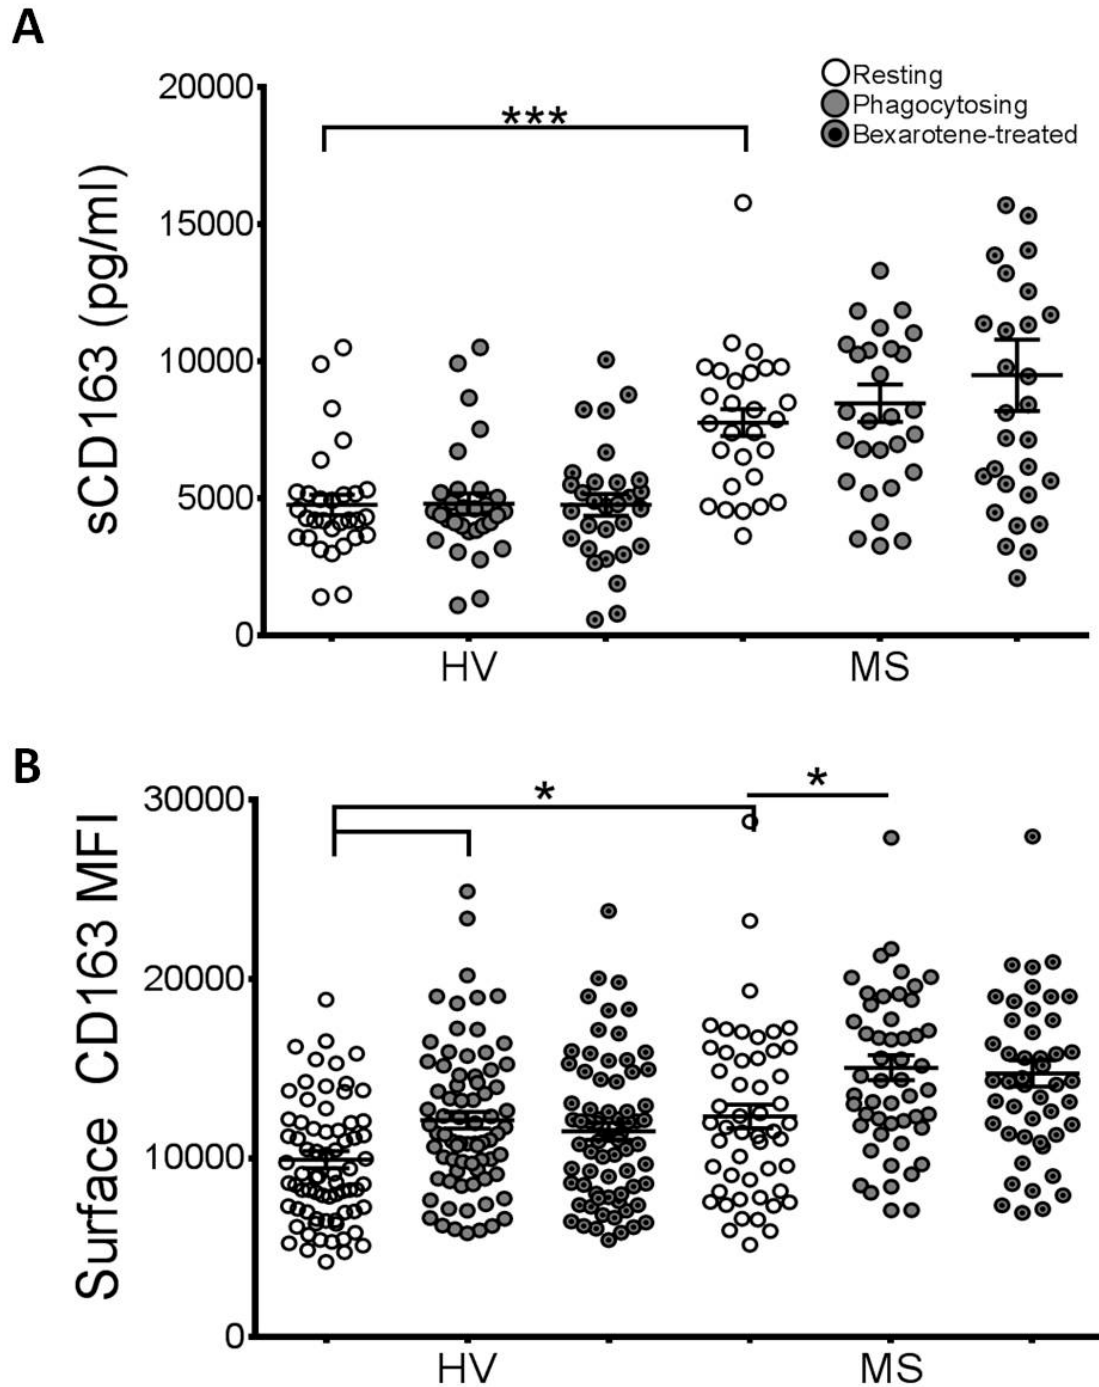 A
Resting
Phagocytosing
Bexarotene-treated
20000
***
15000
10000
5000
0
sCD163 (pg/ml)
HV
MS
B
*
*
30000
20000
10000
0
Surface CD163 MFI
HV
MS